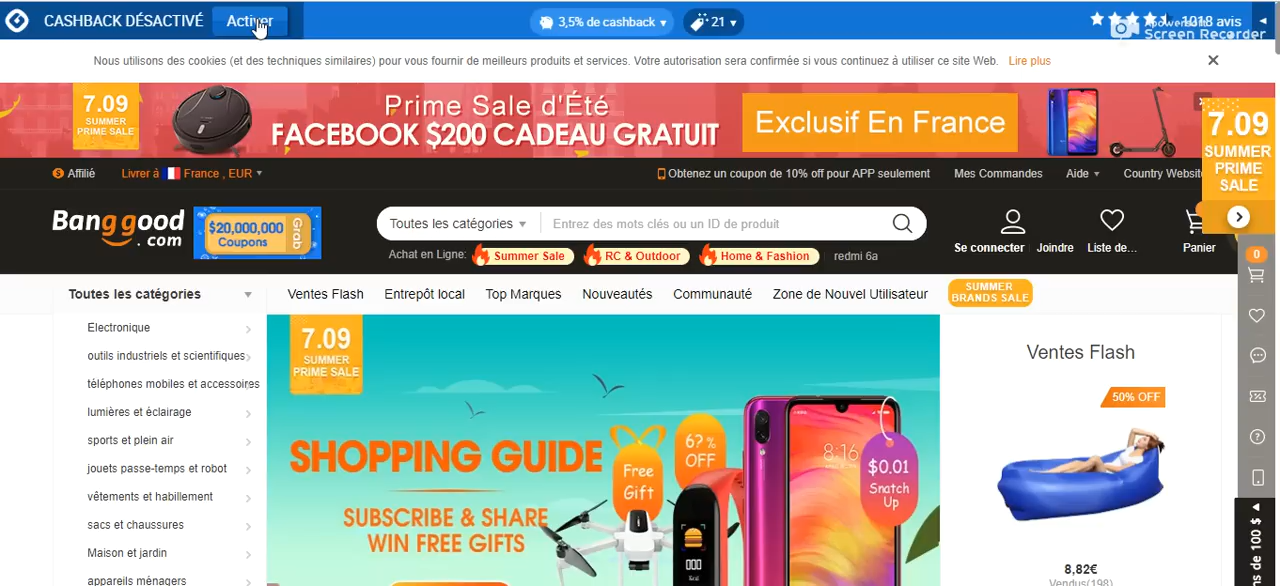 CASHBACK DÉSACTIVÉ
Activer
3,5% de cashback
21
1018 avis
Apowersoft
Screen Recorder
Nous utilisons des cookies (et des techniques similaires) pour vous fournir de meilleurs produits et services. Votre autorisation sera confirmée si vous continuez à utiliser ce site Web. Lire plus
7.09
SUMMER
PRIME SALE
Prime Sale d'Été
FACEBOOK $200 CADEAU GRATUIT
Exclusif En France
7.09
SUMMER
PRIME
SALE
Affilié
Livrer à France , EUR
Obtenez un coupon de 10% off pour APP seulement
Mes Commandes
Aide
Country Website
Banggood
.com
$20,000,000
Coupons
Grab
Toutes les catégories
Entrez des mots clés ou un ID de produit
Achat en Ligne:
Summer Sale
RC & Outdoor
Home & Fashion
redmi 6a
Se connecter
Joindre
Liste de...
Panier
0
Toutes les catégories
Ventes Flash
Entrepôt local
Top Marques
Nouveautés
Communauté
Zone de Nouvel Utilisateur
SUMMER
BRANDS SALE
Electronique
outils industriels et scientifiques
téléphones mobiles et accessoires
lumières et éclairage
sports et plein air
jouets passe-temps et robot
vêtements et habillement
sacs et chaussures
Maison et jardin
appareils ménagers
7.09
SUMMER
PRIME SALE
SHOPPING GUIDE
SUBSCRIBE & SHARE
WIN FREE GIFTS
Free
Gift
6?%
OFF
8:16
$0.01
Snatch
Up
000
Ventes Flash
50% OFF
8,82€
Vendus(198)
ns de 100 $